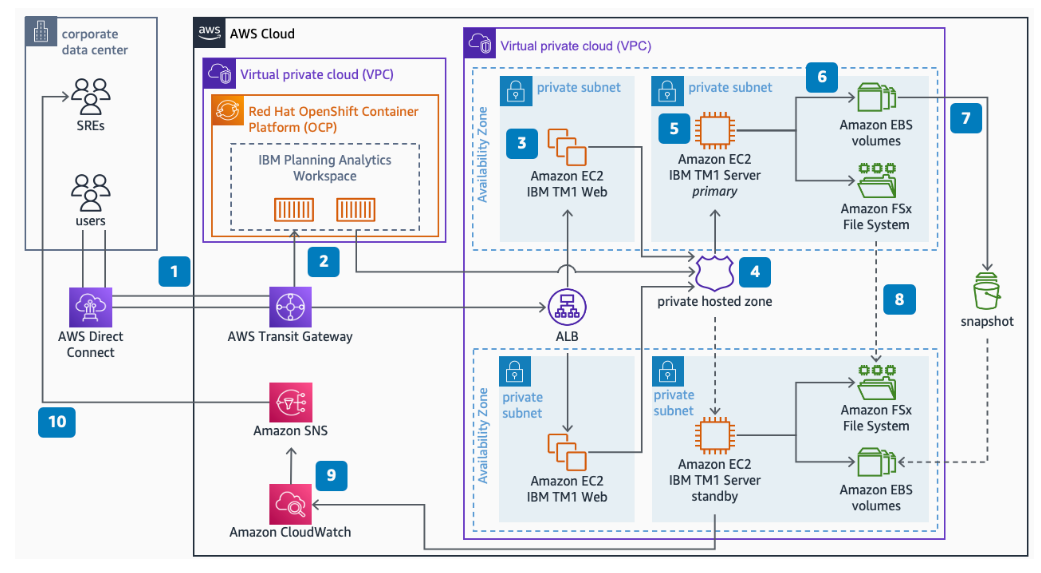 corporate
data center
SREs
users
1
AWS Direct
Connect
10
aws
AWS Cloud
Virtual private cloud (VPC)
Red Hat OpenShift Container
Platform (OCP)
IBM Planning Analytics
Workspace
2
AWS Transit Gateway
Amazon SNS
9
Amazon CloudWatch
Virtual private cloud (VPC)
Availability Zone
private subnet
3
Amazon EC2
IBM TM1 Web
private subnet
5
Amazon EC2
IBM TM1 Server
primary
6
Amazon EBS
volumes
7
Amazon FSx
File System
4
private hosted zone
ALB
8
snapshot
Availability Zone
private
subnet
Amazon EC2
IBM TM1 Web
private
subnet
Amazon EC2
IBM TM1 Server
standby
Amazon FSx
File System
Amazon EBS
volumes